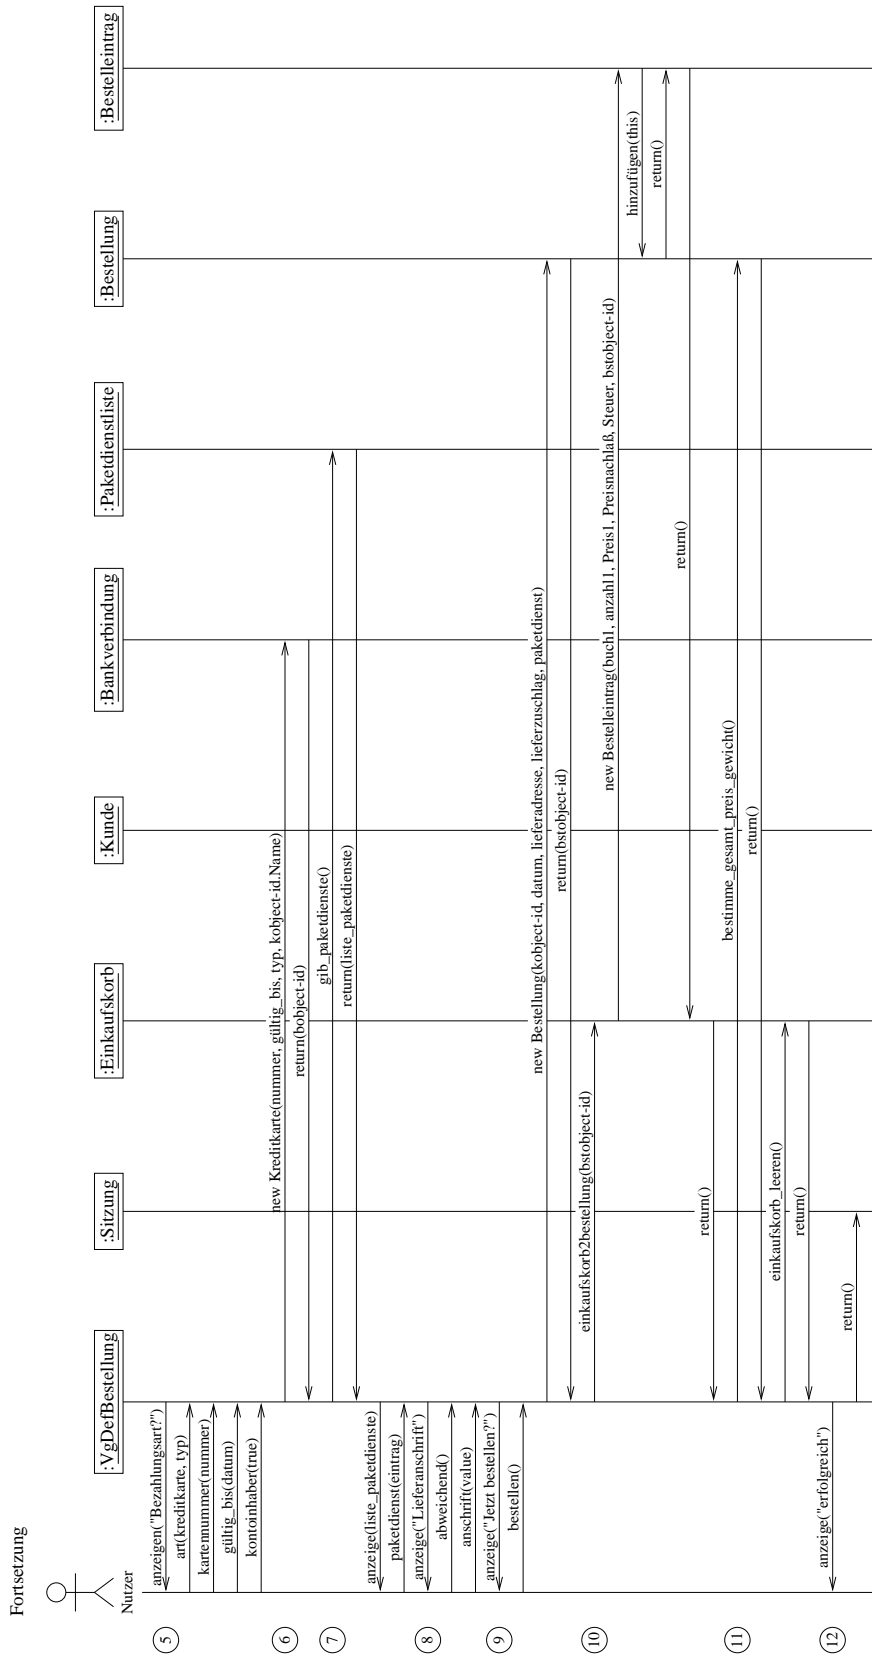 Fortsetzung
Nutzer
:VgDefBestellung
:Sitzung
:Einkaufskorb
:Kunde
:Bankverbindung
:Paketdienstliste
:Bestellung
:Bestelleintrag
5
anzeigen("Bezahlungsart?")
art(kreditkarte, typ)
kartennummer(nummer)
gültig_bis(datum)
kontoinhaber(true)
6
new Kreditkarte(nummer, gültig_bis, typ, kobject-id.Name)
return(bobject-id)
7
gib_paketdienste()
return(liste_paketdienste)
anzeige(liste_paketdienste)
paketdienst(eintrag)
8
anzeige("Lieferanschrift")
abweichend()
anschrift(value)
9
anzeige("Jetzt bestellen?")
bestellen()
new Bestellung(kobject-id, datum, lieferadresse, lieferzuschlag, paketdienst)
return(bstobject-id)
10
einkaufskorb2bestellung(bstobject-id)
new Bestelleintrag(buch1, anzahl1, Preis1, Preisnachlaß, Steuer, bstobject-id)
hinzufügen(this)
return()
return()
return()
11
bestimme_gesamt_preis_gewicht()
return()
einkaufskorb_leeren()
return()
12
anzeige("erfolgreich")
return()